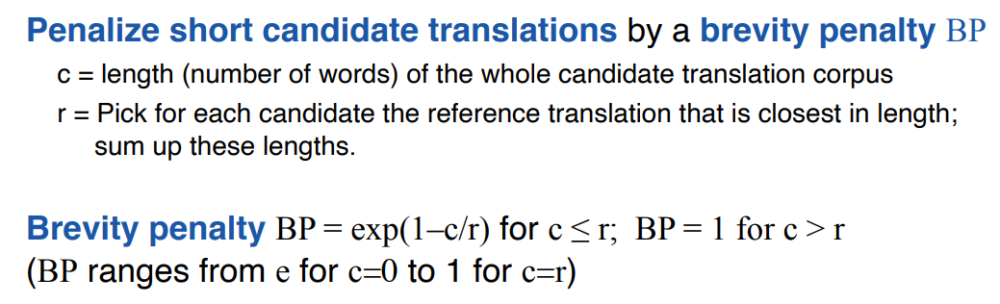 Penalize short candidate translations by a brevity penalty BP
c = length (number of words) of the whole candidate translation corpus
r = Pick for each candidate the reference translation that is closest in length;
sum up these lengths.
Brevity penalty BP = exp(1–c/r) for c ≤ r; BP = 1 for c > r
(BP ranges from e for c=0 to 1 for c=r)